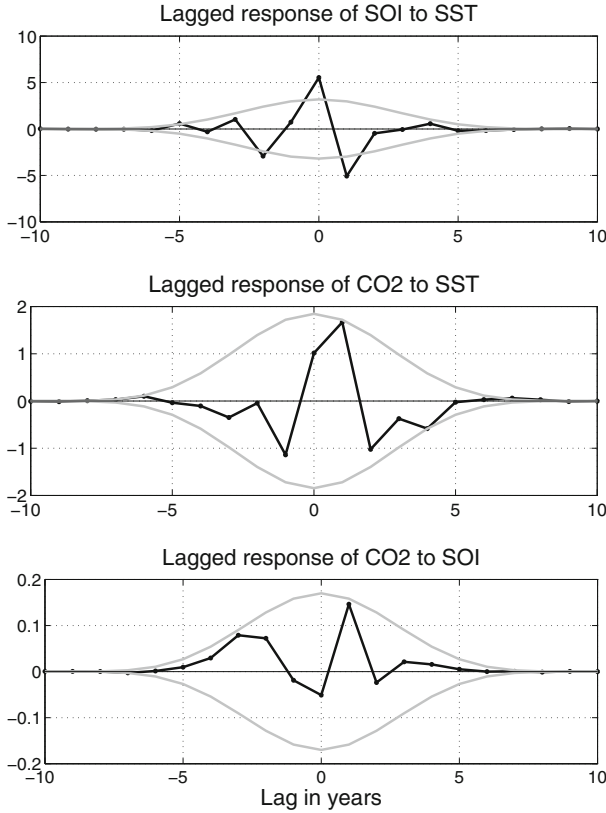 Lagged response of SOI to SST
10
5
0
−5
−10
−10 −5 0 5 10
Lagged response of CO2 to SST
2
1
0
−1
−2
−10 −5 0 5 10
Lagged response of CO2 to SOI
0.2
0.1
0
−0.1
−0.2
−10 −5 0 5 10
Lag in years